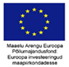 Maaelu Arengu Euroopa
Põllumajandusfond
Euroopa investeeringud
maapiirkondadesse